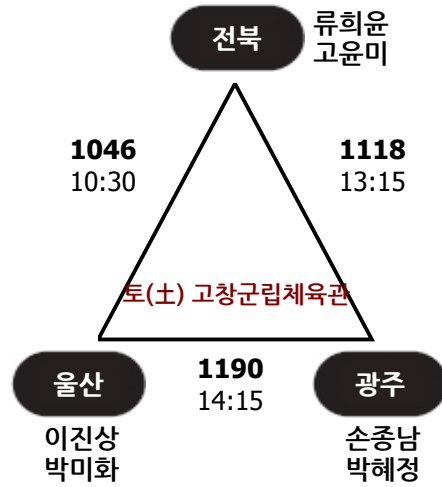 전북
류희윤
고윤미
1046
10:30
1118
13:15
토(土) 고창군립체육관
울산
1190
14:15
광주
이진상
박미화
손종남
박혜정